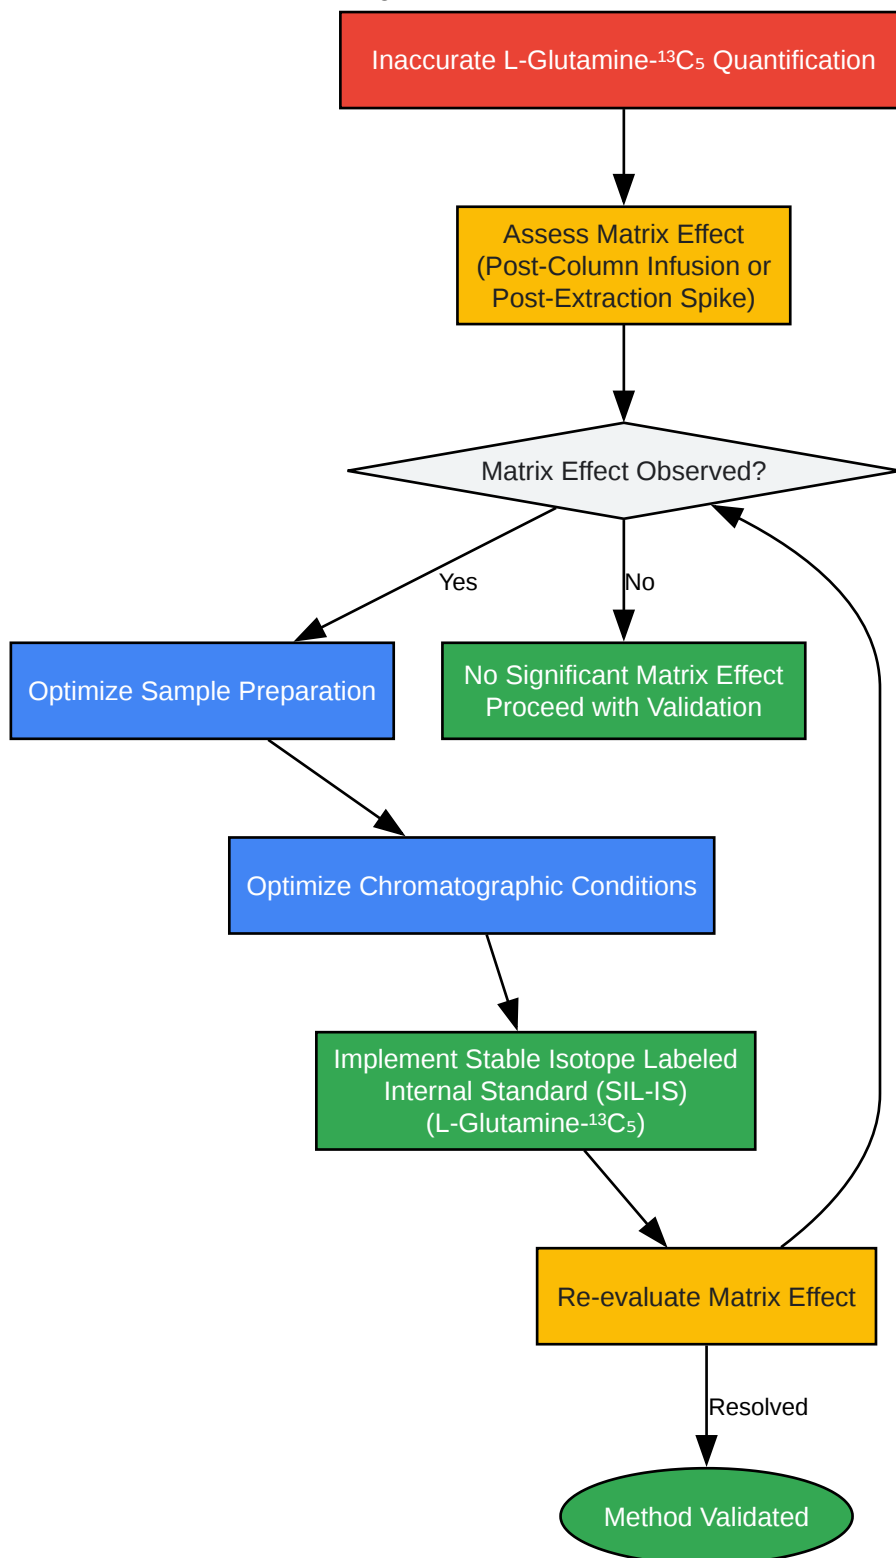 Inaccurate L-Glutamine-¹³C₅ Quantification
Assess Matrix Effect
(Post-Column Infusion or
Post-Extraction Spike)
Matrix Effect Observed?
Yes
No
Optimize Sample Preparation
No Significant Matrix Effect
Proceed with Validation
Optimize Chromatographic Conditions
Implement Stable Isotope Labeled
Internal Standard (SIL-IS)
(L-Glutamine-¹³C₅)
Re-evaluate Matrix Effect
Resolved
Method Validated